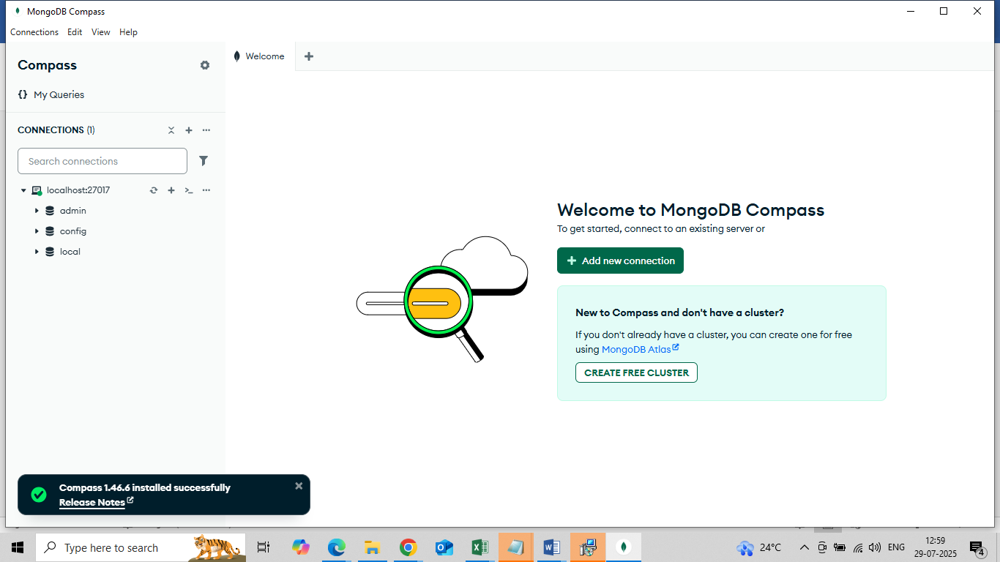 MongoDB Compass
Connections Edit View Help
Compass
Welcome
My Queries
CONNECTIONS (1)
Search connections
localhost:27017
admin
config
local
Welcome to MongoDB Compass
To get started, connect to an existing server or
Add new connection
New to Compass and don't have a cluster?
If you don't already have a cluster, you can create one for free
using MongoDB Atlas
CREATE FREE CLUSTER
Compass 1.46.6 installed successfully
Release Notes
Type here to search
24°C
ENG
12:59
29-07-2025
4